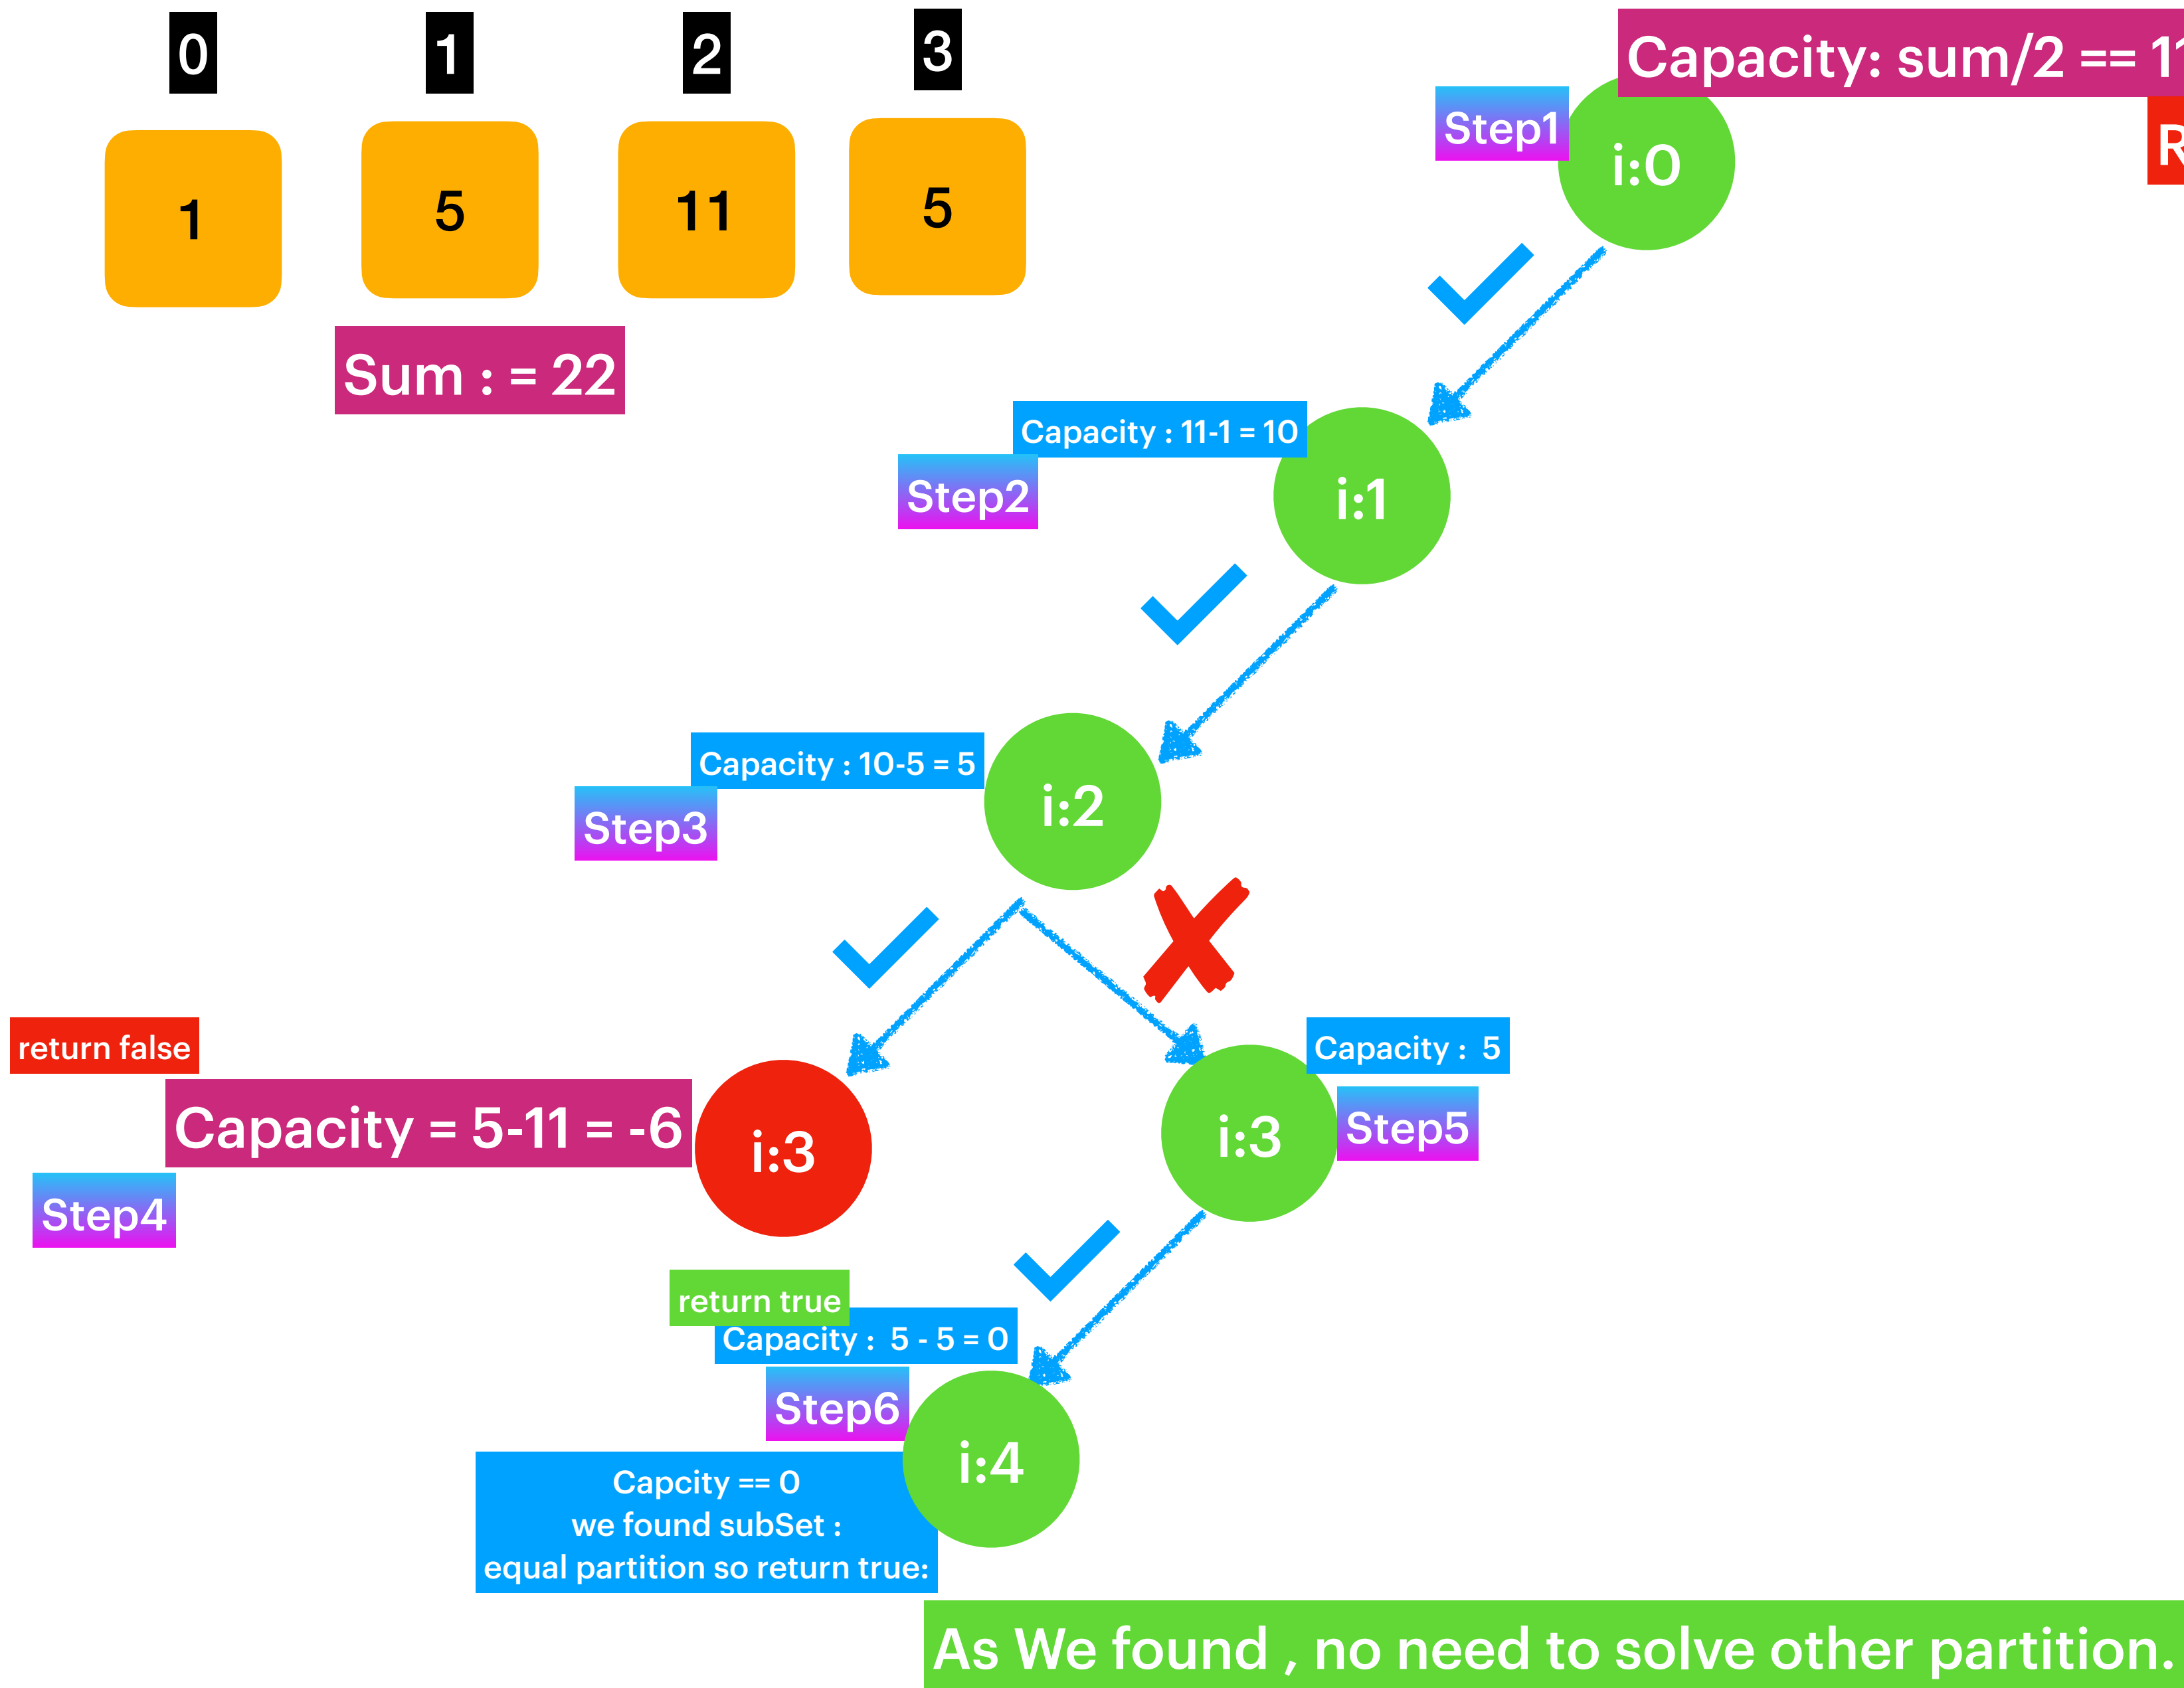 0
1
2
3
1
5
11
5
Sum : = 22
Capacity: sum/2 == 11
R
Step1
i:0
Capacity : 11-1 = 10
Step2
i:1
Capacity : 10-5 = 5
Step3
i:2
return false
Capacity = 5-11 = -6
Step4
i:3
Capacity :  5
Step5
i:3
return true
Capacity :  5 - 5 = 0
Step6
i:4
Capcity == 0
we found subSet :
equal partition so return true:
As We found , no need to solve other partition.